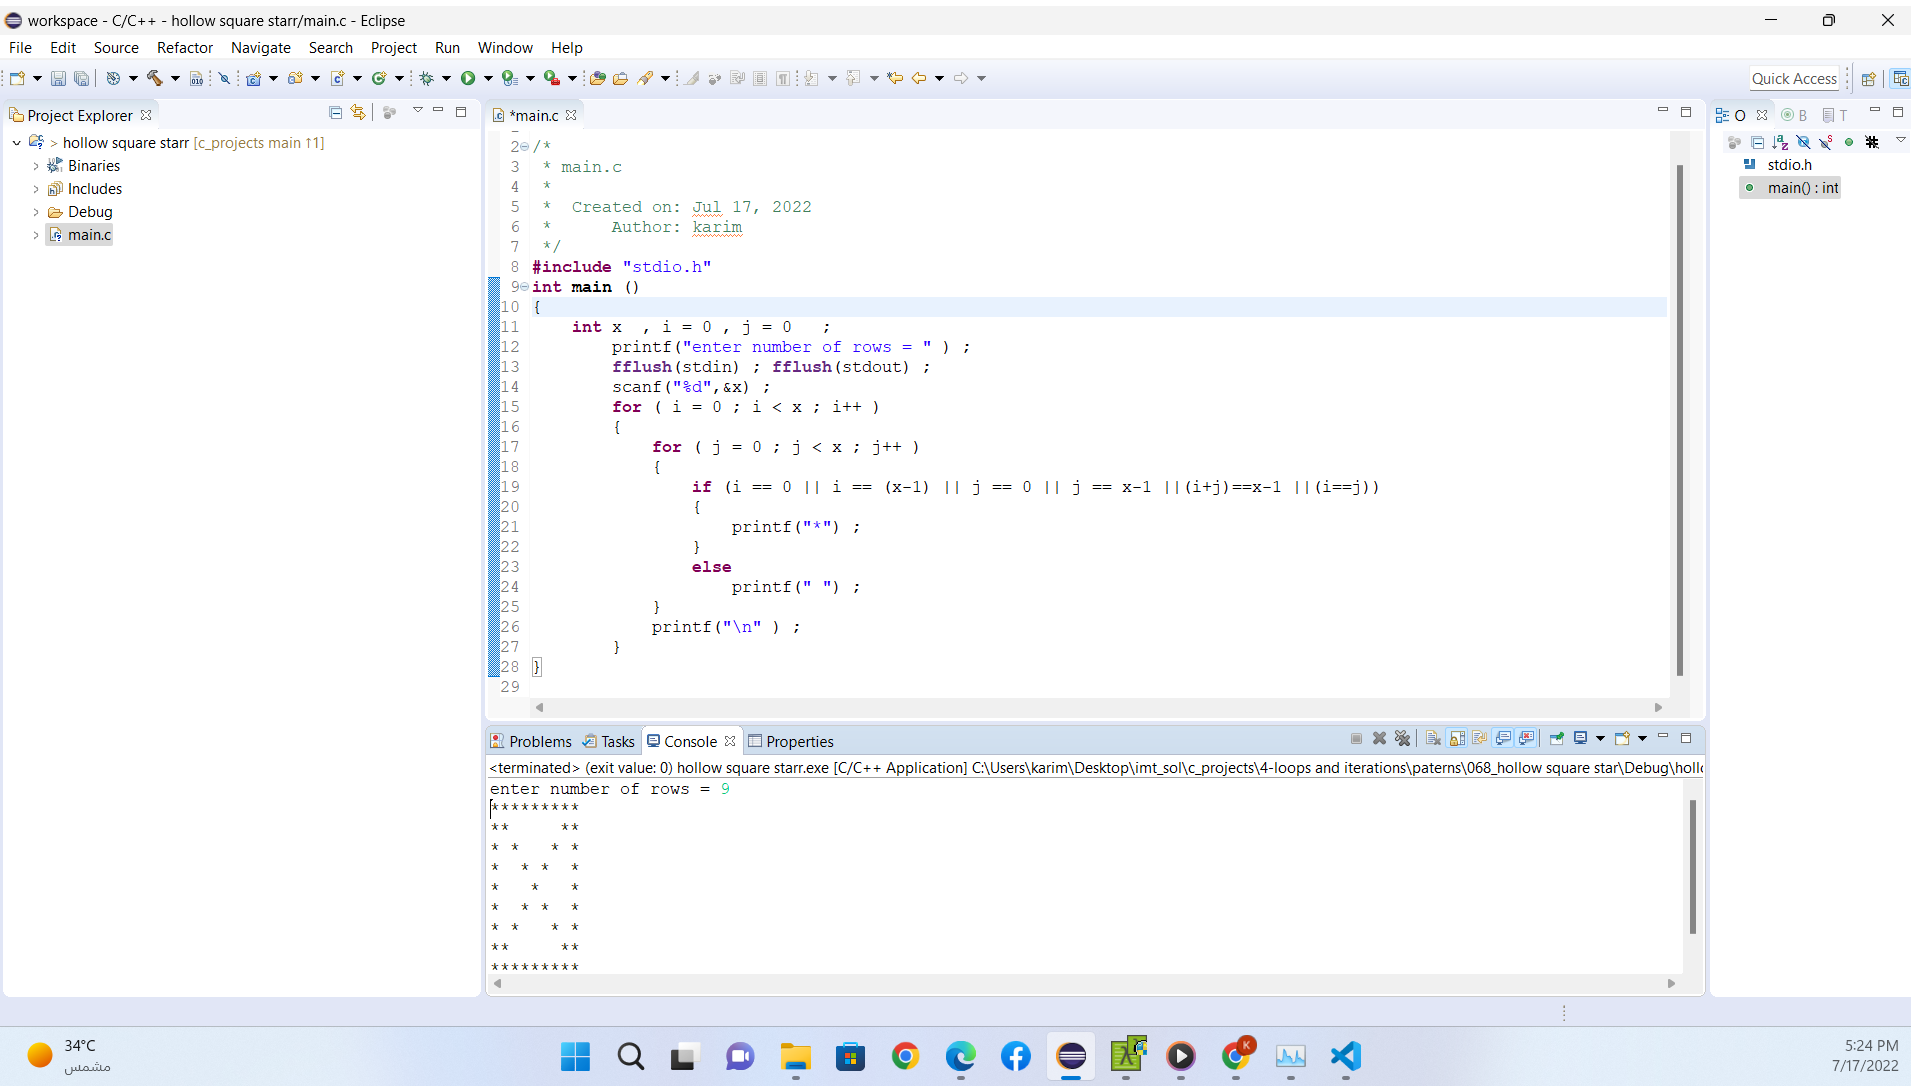 workspace - C/C++ - hollow square starr/main.c - Eclipse
File Edit Source Refactor Navigate Search Project Run Window Help
Quick Access
Project Explorer
> hollow square starr [c_projects main ↑1]
Binaries
Includes
Debug
main.c
*main.c
2 /*
3  * main.c
4  *
5  *  Created on: Jul 17, 2022
6  *      Author: karim
7  */
8 #include "stdio.h"
9 int main ()
10 {
11     int x  , i = 0 , j = 0   ;
12         printf("enter number of rows = " ) ;
13         fflush(stdin) ; fflush(stdout) ;
14         scanf("%d",&x) ;
15         for ( i = 0 ; i < x ; i++ )
16         {
17             for ( j = 0 ; j < x ; j++ )
18             {
19                 if (i == 0 || i == (x-1) || j == 0 || j == x-1 ||(i+j)==x-1 ||(i==j))
20                 {
21                     printf("*") ;
22                 }
23                 else
24                     printf(" ") ;
25             }
26             printf("\n" ) ;
27         }
28 }
29
O B T
stdio.h
main() : int
Problems Tasks Console Properties
<terminated> (exit value: 0) hollow square starr.exe [C/C++ Application] C:\Users\karim\Desktop\imt_sol\c_projects\4-loops and iterations\paterns\068_hollow square star\Debug\holl
enter number of rows = 9
*********
**     **
* *   * *
*  * *  *
*   *   *
*  * *  *
* *   * *
**     **
*********
34°C
مشمس
K
5:24 PM
7/17/2022